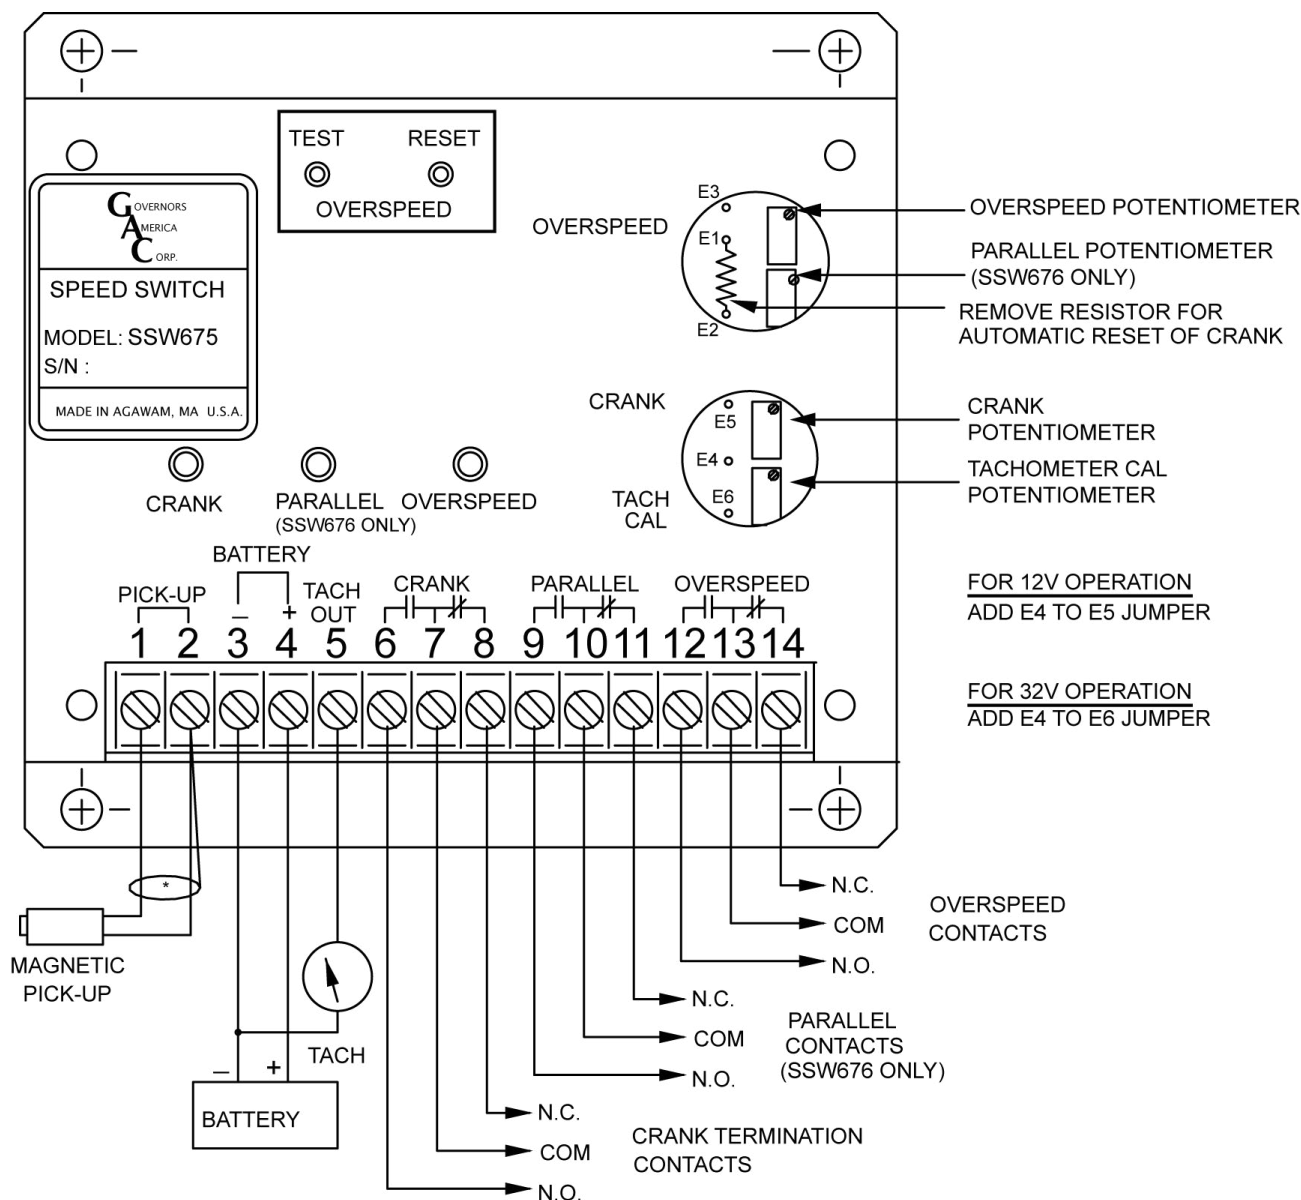 TEST RESET
OVERSPEED
GOVERNORS
AMERICA
CORP.
SPEED SWITCH
MODEL: SSW675
S/N :
MADE IN AGAWAM, MA U.S.A.
OVERSPEED
E3
E1
E2
OVERSPEED POTENTIOMETER
PARALLEL POTENTIOMETER
(SSW676 ONLY)
REMOVE RESISTOR FOR
AUTOMATIC RESET OF CRANK
CRANK
E5
E4
E6
TACH
CAL
CRANK
POTENTIOMETER
TACHOMETER CAL
POTENTIOMETER
CRANK
PARALLEL
(SSW676 ONLY)
OVERSPEED
FOR 12V OPERATION
ADD E4 TO E5 JUMPER
FOR 32V OPERATION
ADD E4 TO E6 JUMPER
PICK-UP
BATTERY
– +
TACH
OUT
CRANK
PARALLEL
OVERSPEED
1 2 3 4 5 6 7 8 9 10 11 12 13 14
*
MAGNETIC
PICK-UP
TACH
– +
BATTERY
N.C.
COM
N.O.
OVERSPEED
CONTACTS
N.C.
COM
N.O.
PARALLEL
CONTACTS
(SSW676 ONLY)
N.C.
COM
N.O.
CRANK TERMINATION
CONTACTS